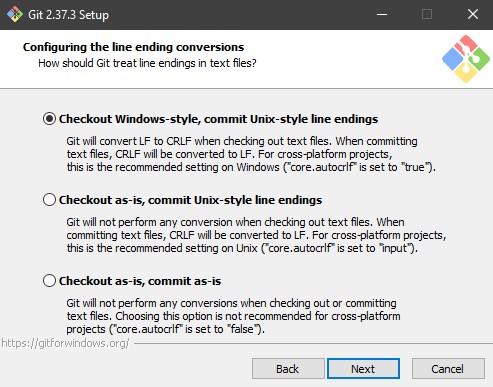 Git 2.37.3 Setup
Configuring the line ending conversions
How should Git treat line endings in text files?
Checkout Windows-style, commit Unix-style line endings
Git will convert LF to CRLF when checking out text files. When committing
text files, CRLF will be converted to LF. For cross-platform projects,
this is the recommended setting on Windows ("core.autocrlf" is set to "true").
Checkout as-is, commit Unix-style line endings
Git will not perform any conversion when checking out text files. When
committing text files, CRLF will be converted to LF. For cross-platform projects,
this is the recommended setting on Unix ("core.autocrlf" is set to "input").
Checkout as-is, commit as-is
Git will not perform any conversions when checking out or committing
text files. Choosing this option is not recommended for cross-platform
projects ("core.autocrlf" is set to "false").
https://gitforwindows.org/
Back Next Cancel